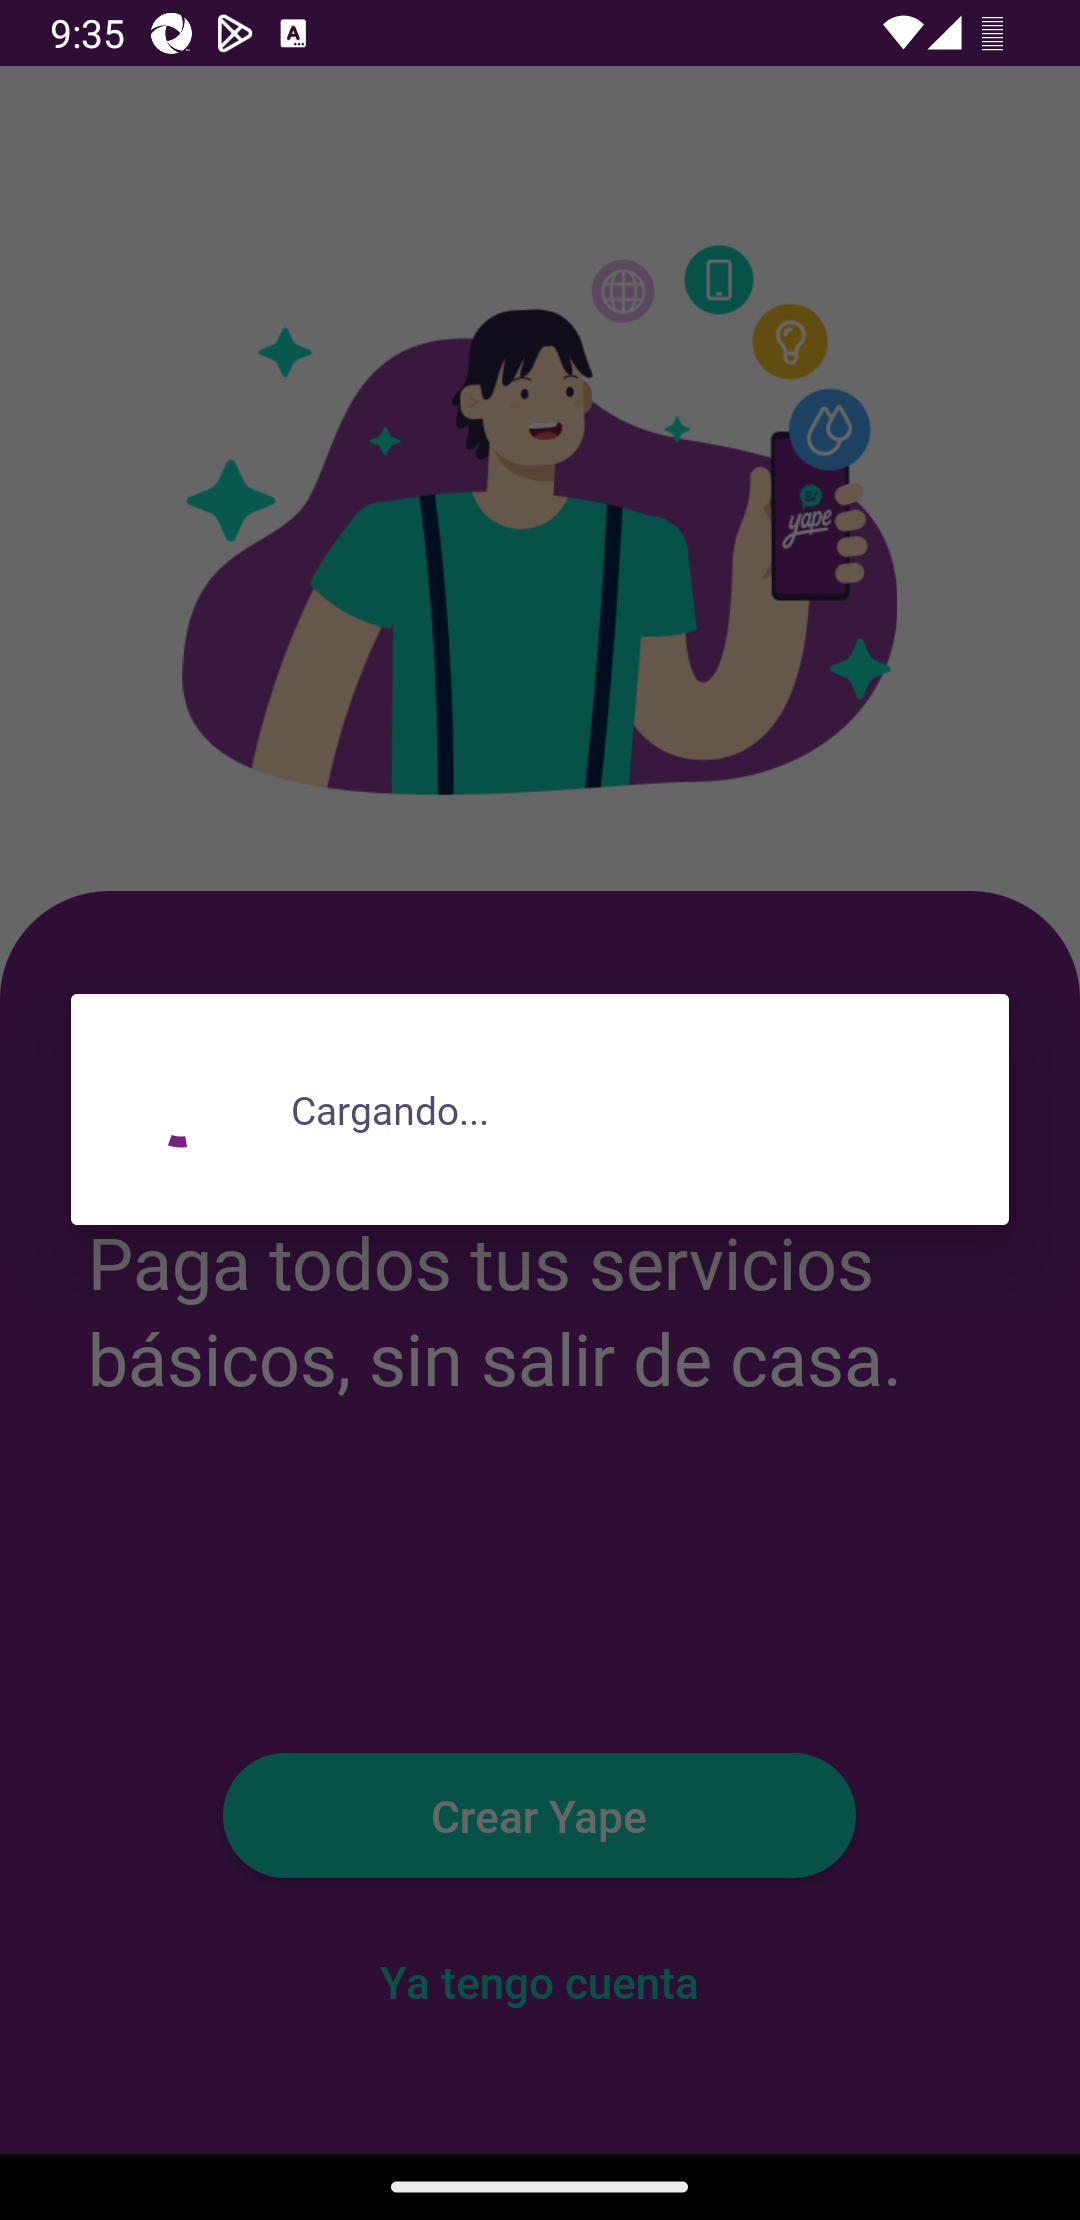 9:35
S/
yape
Cargando...
Paga todos tus servicios
básicos, sin salir de casa.
Crear Yape
Ya tengo cuenta